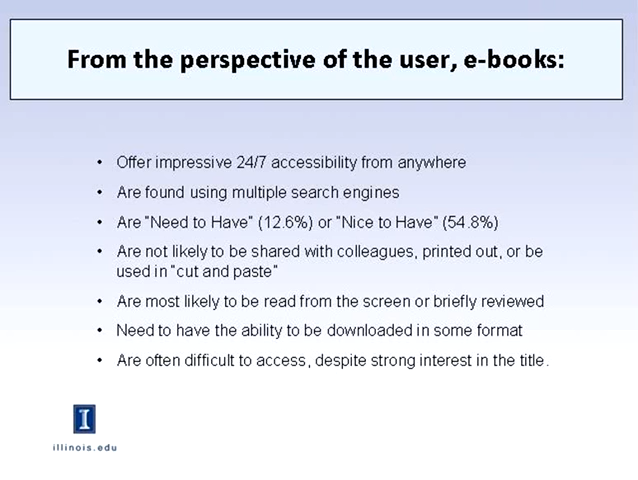 From the perspective of the user, e-books:
• Offer impressive 24/7 accessibility from anywhere
• Are found using multiple search engines
• Are "Need to Have" (12.6%) or "Nice to Have" (54.8%)
• Are not likely to be shared with colleagues, printed out, or be
used in "cut and paste"
• Are most likely to be read from the screen or briefly reviewed
• Need to have the ability to be downloaded in some format
• Are often difficult to access, despite strong interest in the title.
I
illinois.edu